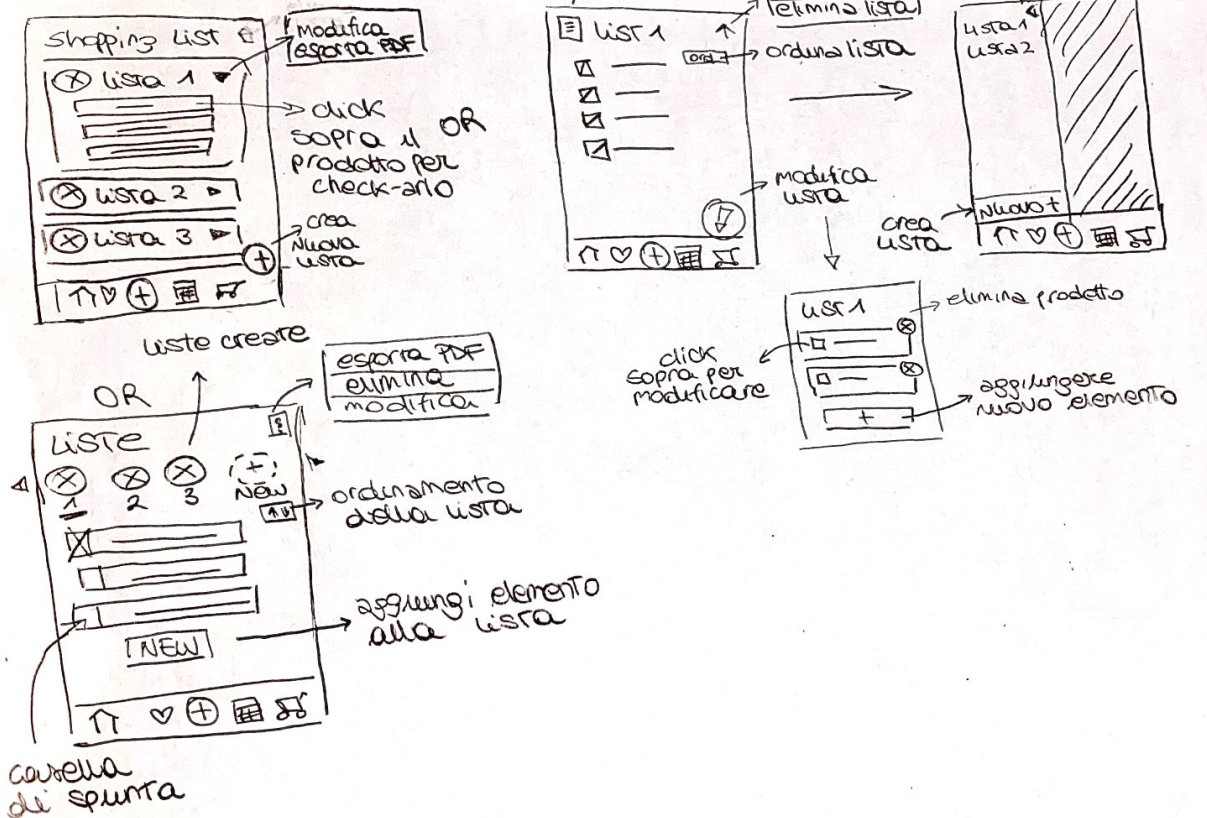 Shopping List
modifica
esporta PDF
Lista 1
click
sopra il
prodotto per
check-arlo
OR
Lista 2
Lista 3
crea
nuova
lista
List 1
elimina lista
ord
ordina lista
modifica
lista
lista 1
lista 2
crea
lista
Nuovo +
List 1
elimina prodotto
click
sopra per
modificare
+
aggiungere
nuovo elemento
liste create
OR
esporta PDF
elimina
modifica
Liste
1
2
3
+
New
ordinamento
della lista
NEW
aggiungi elemento
alla lista
casella
di spunta